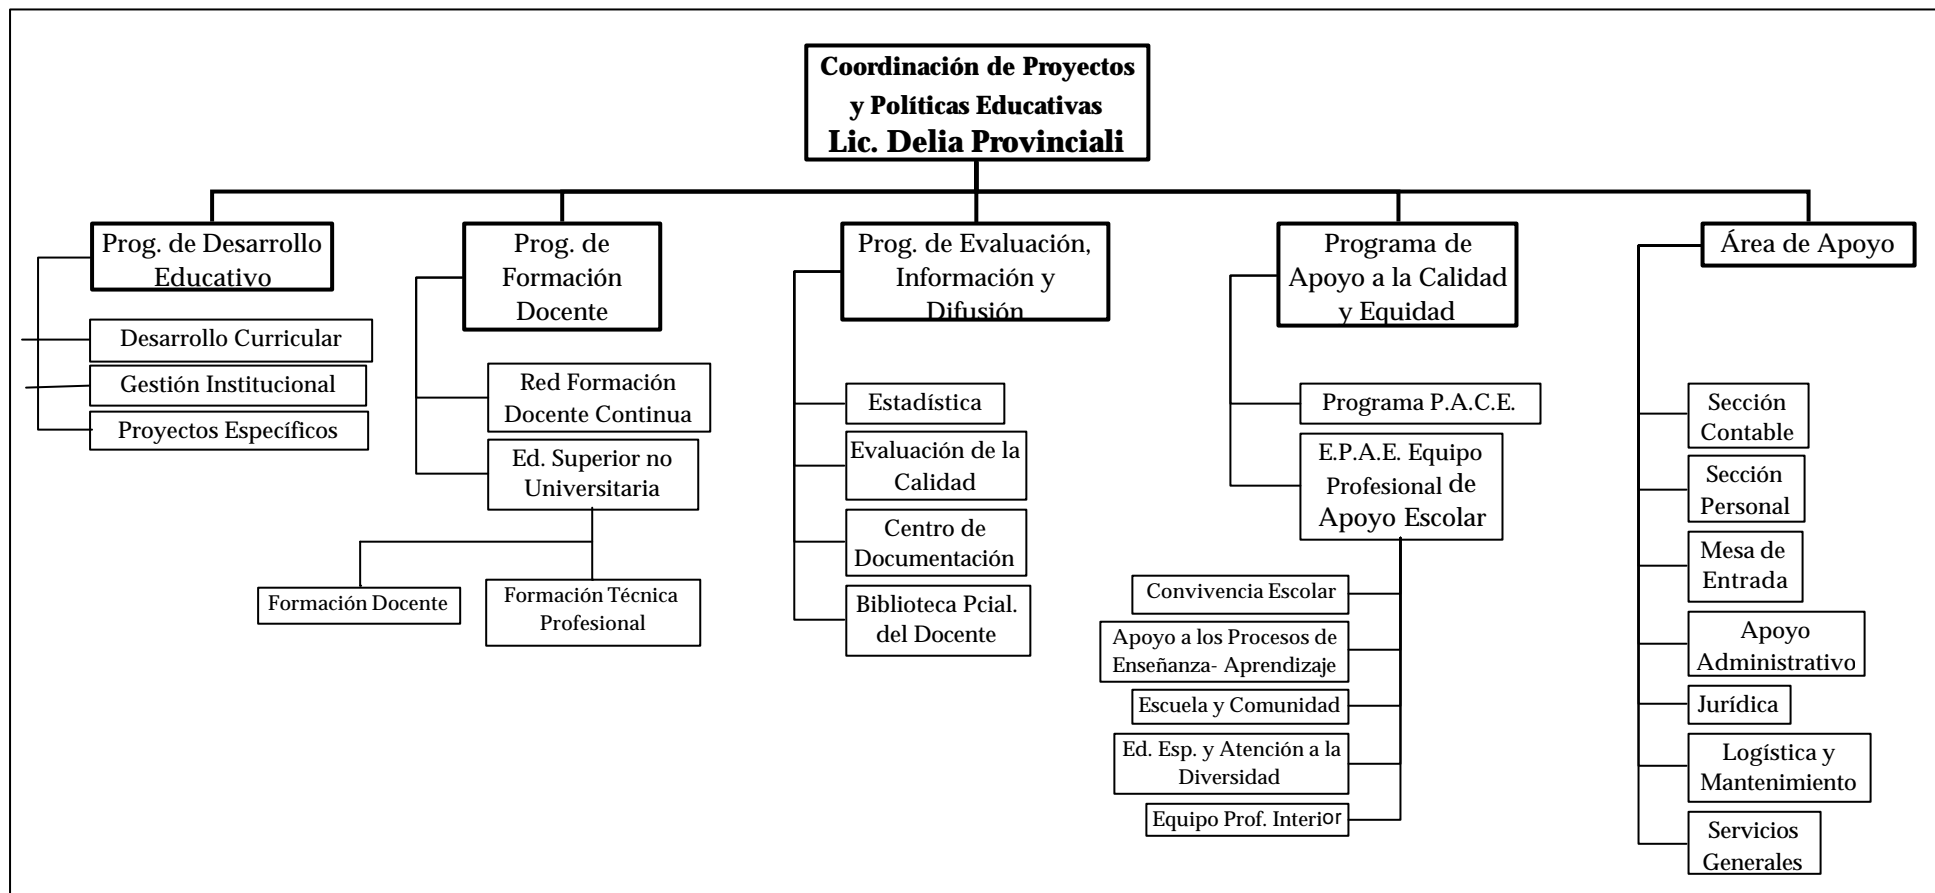 Coordinación de Proyectos
y Políticas Educativas
Lic. Delia Provinciali
Prog. de Desarrollo
Educativo
Desarrollo Curricular
Gestión Institucional
Proyectos Específicos
Prog. de
Formación
Docente
Red Formación
Docente Continua
Ed. Superior no
Universitaria
Formación Docente
Formación Técnica
Profesional
Prog. de Evaluación,
Información y
Difusión
Estadística
Evaluación de la
Calidad
Centro de
Documentación
Biblioteca Pcial.
del Docente
Programa de
Apoyo a la Calidad
y Equidad
Programa P.A.C.E.
E.P.A.E. Equipo
Profesional de
Apoyo Escolar
Convivencia Escolar
Apoyo a los Procesos de
Enseñanza- Aprendizaje
Escuela y Comunidad
Ed. Esp. y Atención a la
Diversidad
Equipo Prof. Interior
Área de Apoyo
Sección
Contable
Sección
Personal
Mesa de
Entrada
Apoyo
Administrativo
Jurídica
Logística y
Mantenimiento
Servicios
Generales